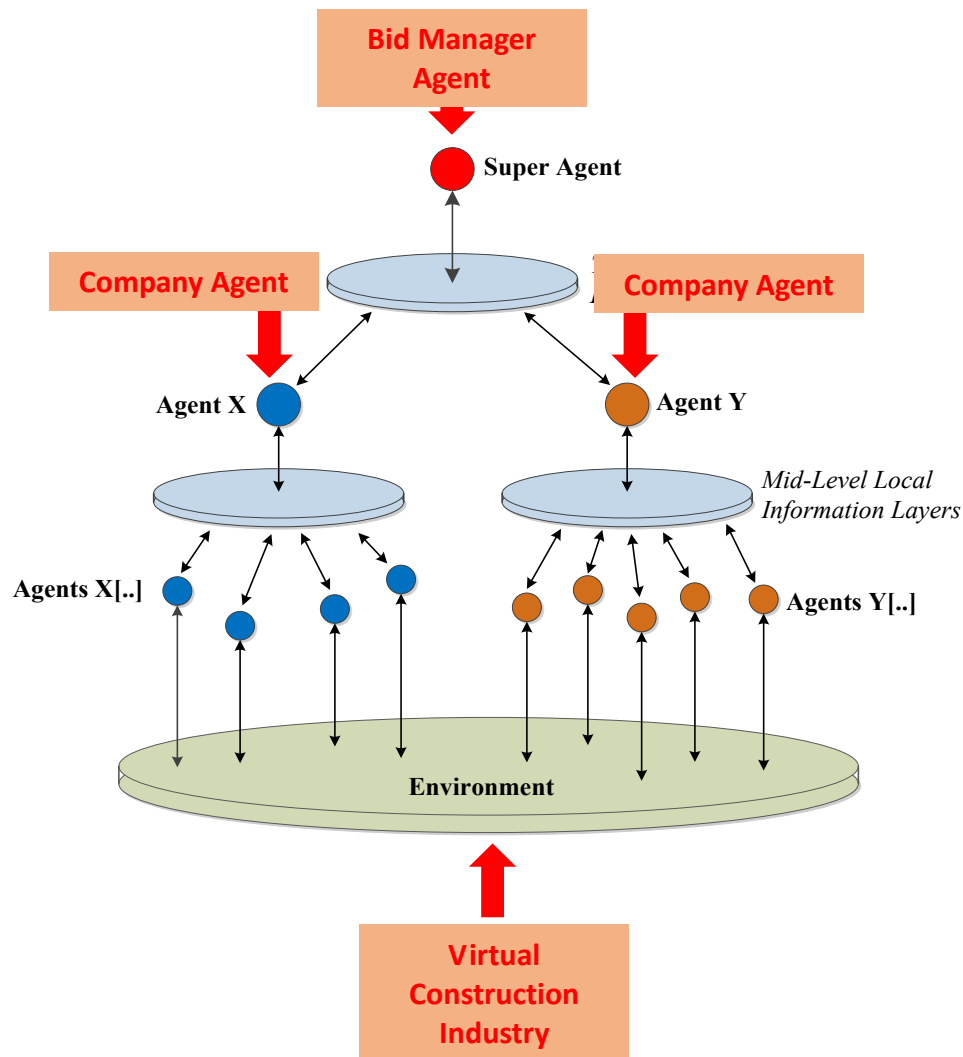 Bid Manager
Agent
Super Agent
Company Agent
Company Agent
Agent X
Agent Y
Mid-Level Local
Information Layers
Agents X[..]
Agents Y[..]
Environment
Virtual
Construction
Industry